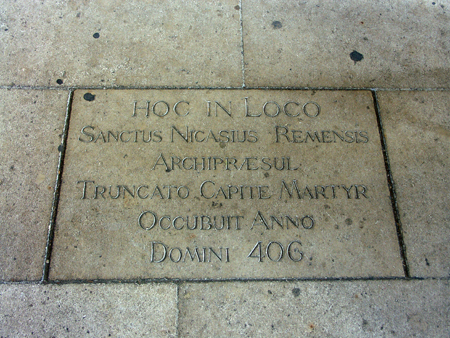 HOC IN LOCO
SANCTUS NICASIUS REMENSIS
ARCHIPRÆSUL
TRUNCATO CAPITE MARTYR
OCCUBUIT ANNO
DOMINI 406